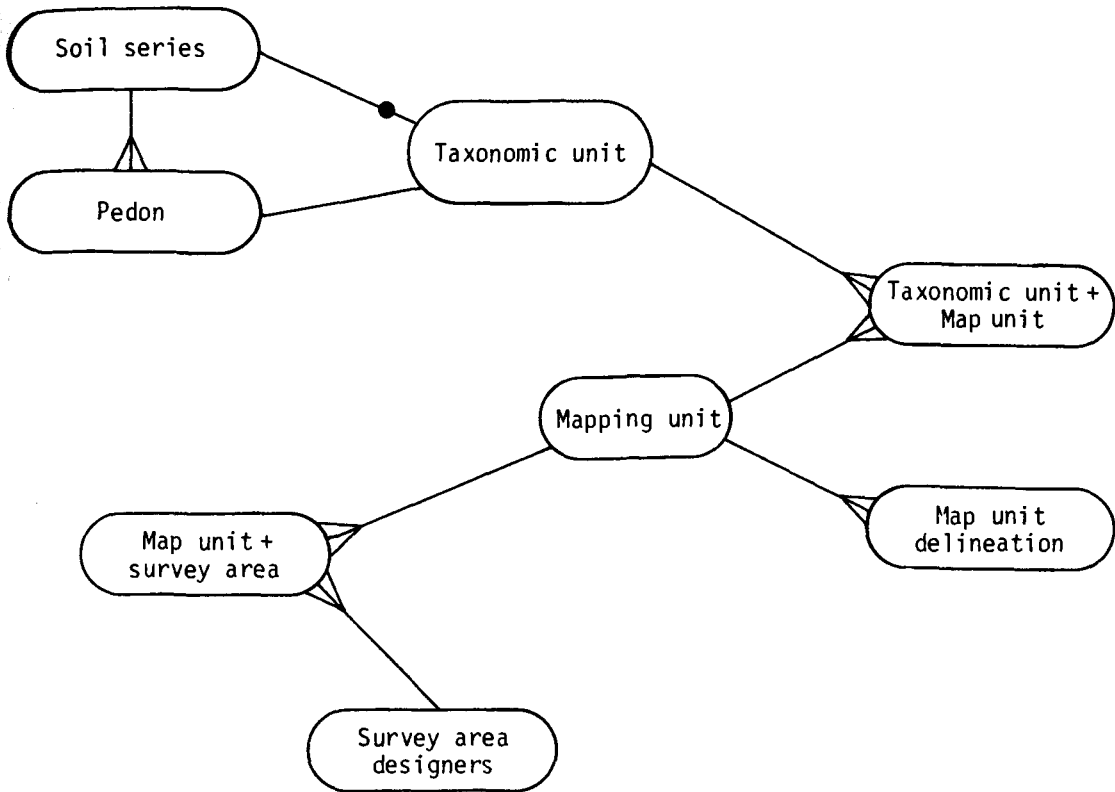 Soil series
Pedon
Taxonomic unit
Taxonomic unit +
Map unit
Mapping unit
Map unit
delineation
Map unit +
survey area
Survey area
designers